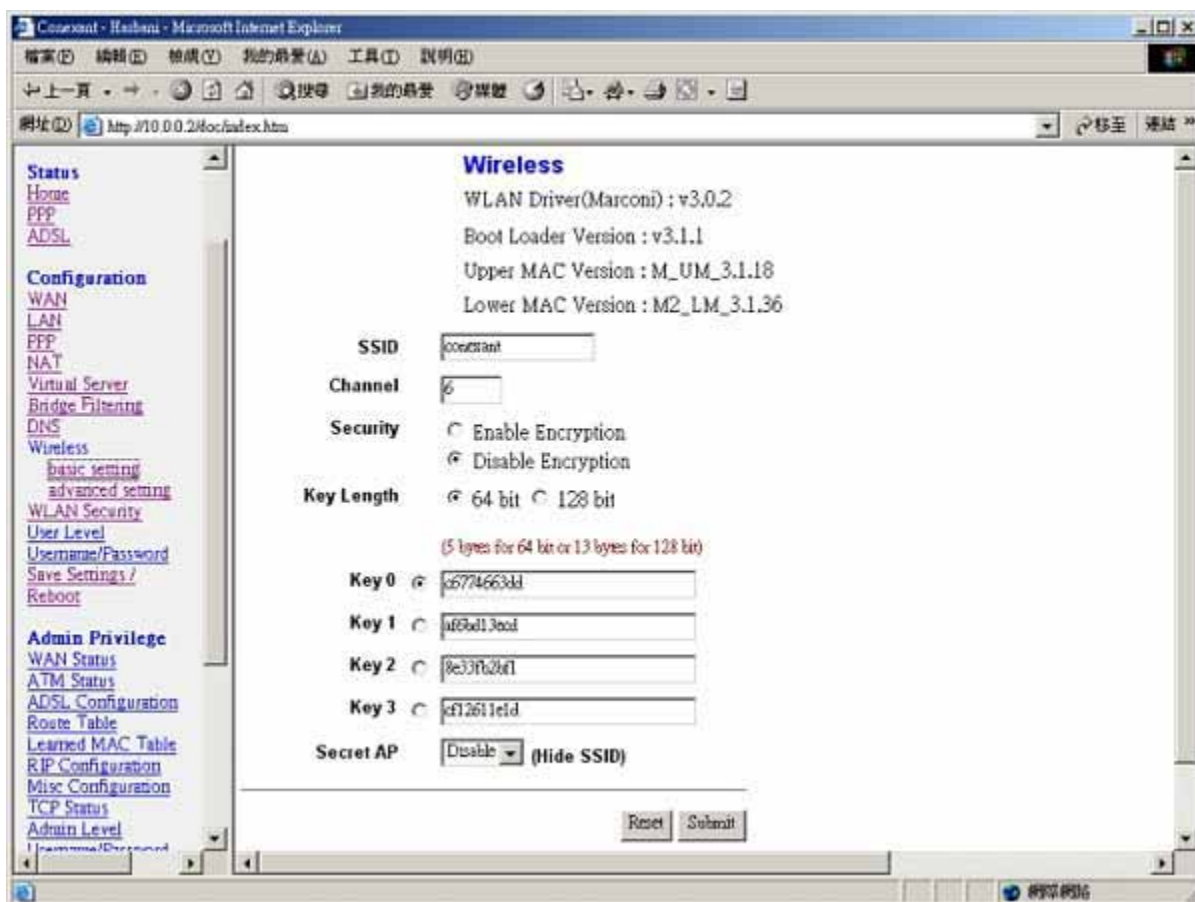 Conexant - Hasbani - Microsoft Internet Explorer
檔案(F) 編輯(E) 檢視(V) 我的最愛(A) 工具(T) 說明(H)
上一頁 搜尋 我的最愛 媒體
網址(D) http://10.0.0.2/doc/index.htm 移至 連結 »
Status
Home
PPP
ADSL
Configuration
WAN
LAN
PPP
NAT
Virtual Server
Bridge Filtering
DNS
Wireless
basic setting
advanced setting
WLAN Security
User Level
Username/Password
Save Settings /
Reboot
Admin Privilege
WAN Status
ATM Status
ADSL Configuration
Route Table
Learned MAC Table
RIP Configuration
Misc Configuration
TCP Status
Admin Level
Username/Password
Wireless
WLAN Driver(Marconi) : v3.0.2
Boot Loader Version : v3.1.1
Upper MAC Version : M_UM_3.1.18
Lower MAC Version : M2_LM_3.1.36
SSID conexant
Channel 6
Security Enable Encryption
Disable Encryption
Key Length 64 bit 128 bit
(5 bytes for 64 bit or 13 bytes for 128 bit)
Key 0 c6774663dd
Key 1
Key 2 8e33fb2bf1
Key 3 cf12611e1d
Secret AP Disable (Hide SSID)
Reset Submit
網際網路